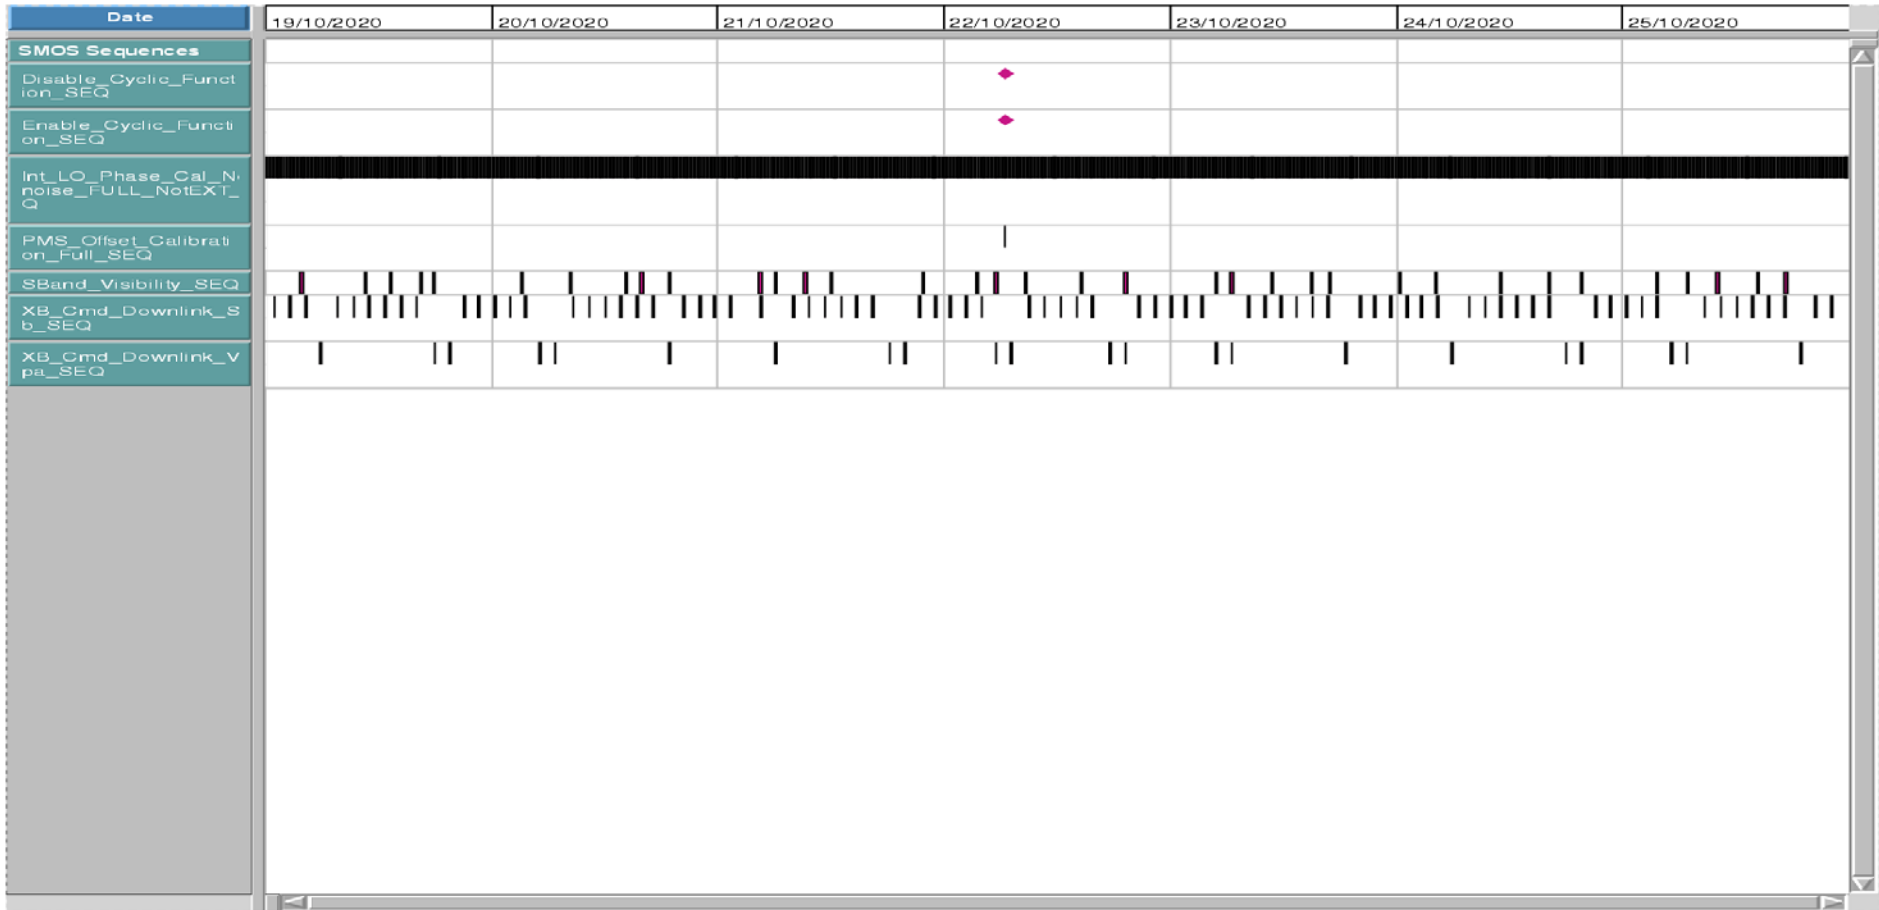 Date
19/10/2020 20/10/2020 21/10/2020 22/10/2020 23/10/2020 24/10/2020 25/10/2020
SMOS Sequences
Disable_Cyclic_Funct
ion_SEQ
Enable_Cyclic_Functi
on_SEQ
Int_LO_Phase_Cal_N
noise_FULL_NotEXT_
Q
PMS_Offset_Calibrati
on_Full_SEQ
SBand_Visibility_SEQ
XB_Cmd_Downlink_S
b_SEQ
XB_Cmd_Downlink_V
pa_SEQ